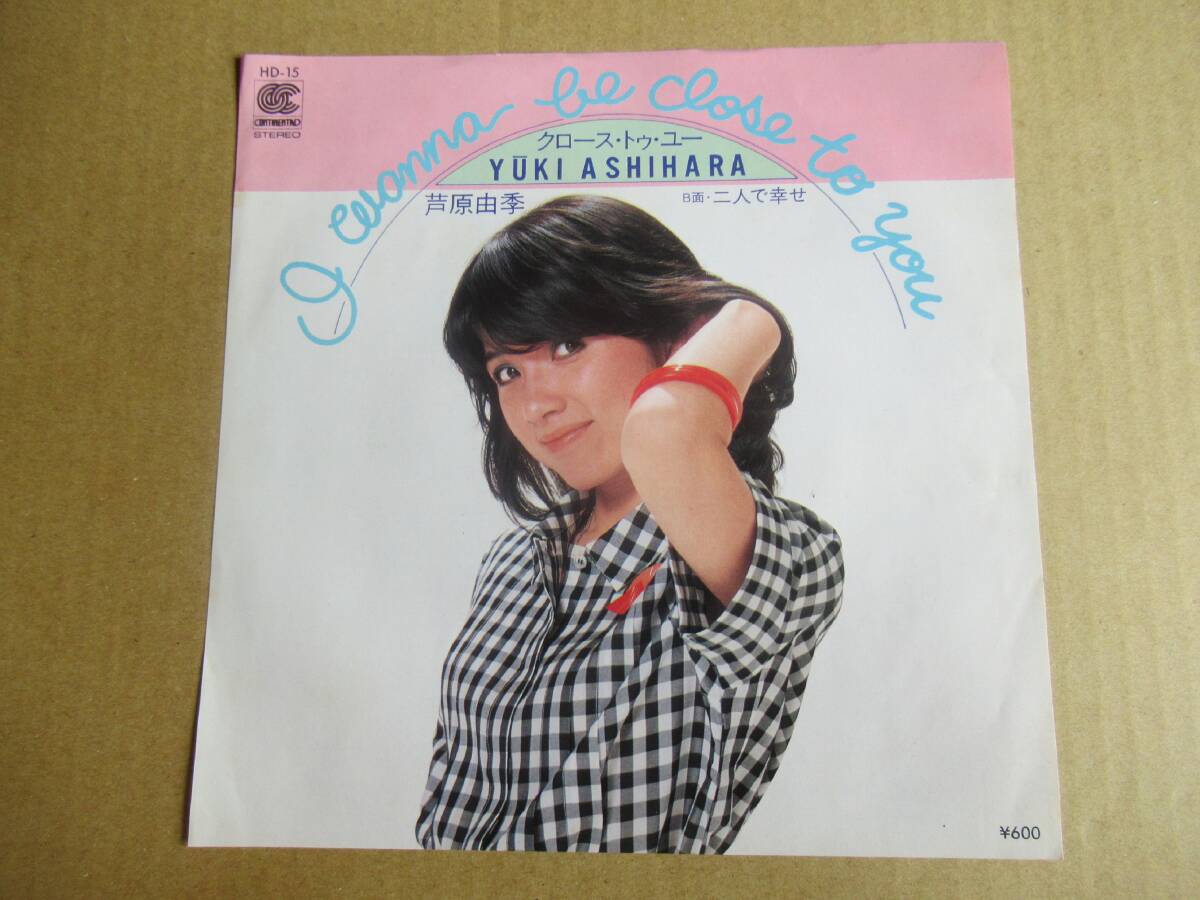 HD-15
CONTINENTAL
STEREO
I wanna be close to you
クロース・トゥ・ユー
YŪKI ASHIHARA
芦原由季
B面・二人で幸せ
¥600